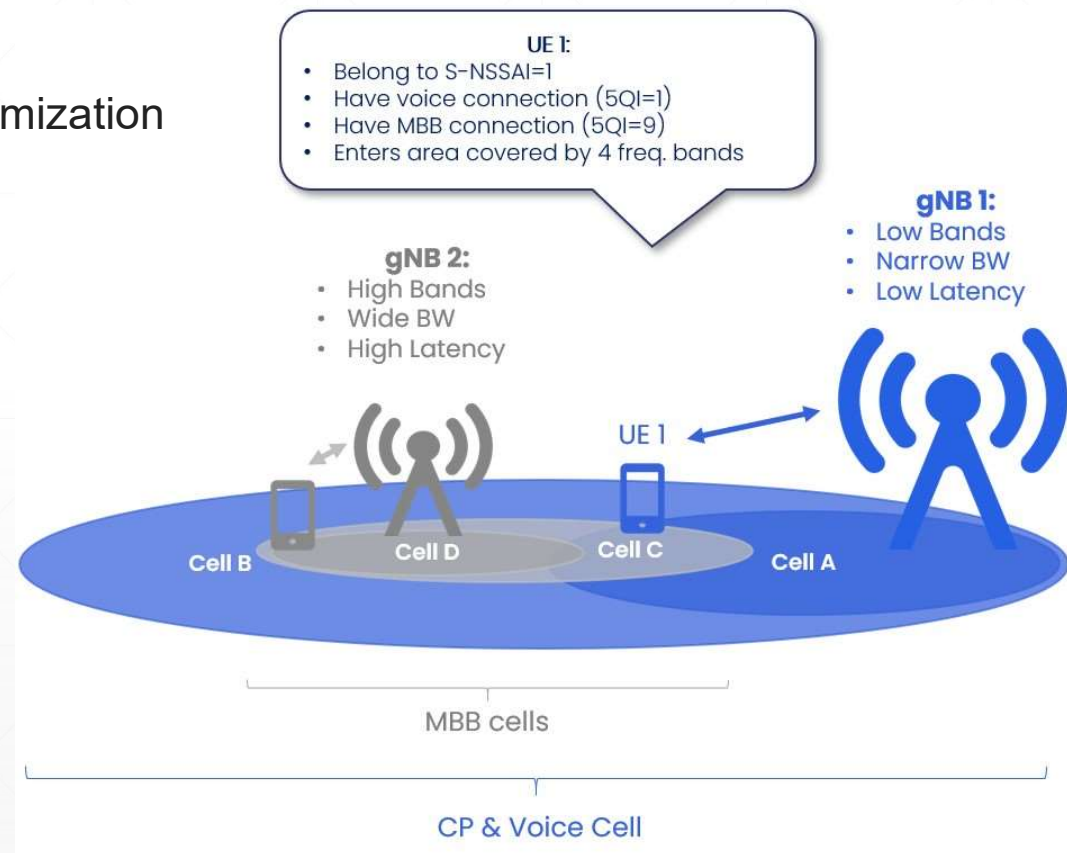 mization
UE 1:
• Belong to S-NSSAI=1
• Have voice connection (5QI=1)
• Have MBB connection (5QI=9)
• Enters area covered by 4 freq. bands
gNB 1:
• Low Bands
• Narrow BW
• Low Latency
gNB 2:
• High Bands
• Wide BW
• High Latency
UE 1
Cell B
Cell D
Cell C
Cell A
MBB cells
CP & Voice Cell